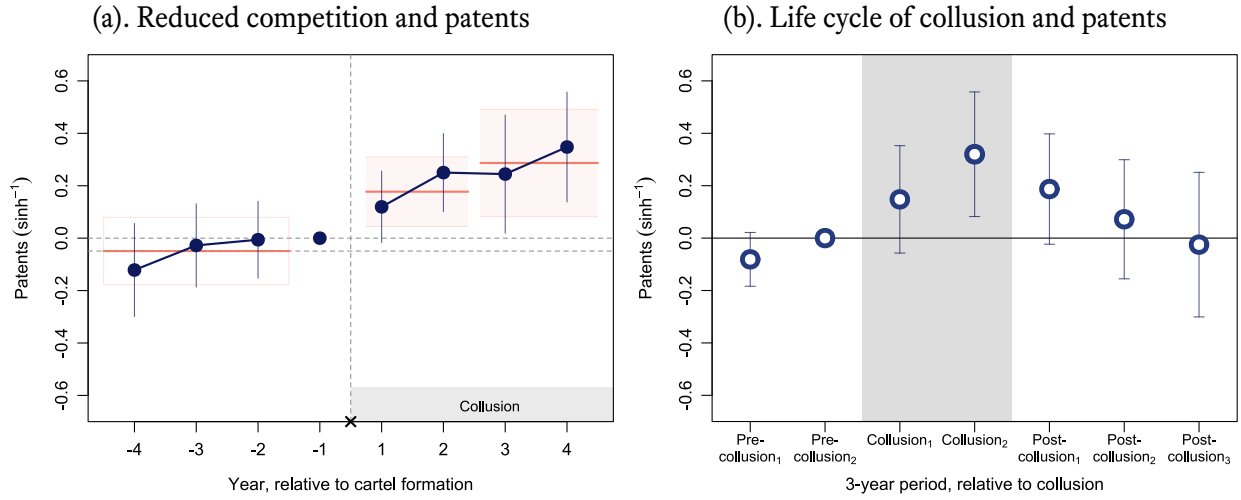 (a). Reduced competition and patents
Patents (sinh⁻¹)
0.6
0.4
0.2
0.0
-0.2
-0.4
-0.6
Collusion
-4 -3 -2 -1 1 2 3 4
Year, relative to cartel formation
(b). Life cycle of collusion and patents
Patents (sinh⁻¹)
0.6
0.4
0.2
0.0
-0.2
-0.4
-0.6
Pre-
collusion₁
Pre-
collusion₂
Collusion₁
Collusion₂
Post-
collusion₁
Post-
collusion₂
Post-
collusion₃
3-year period, relative to collusion